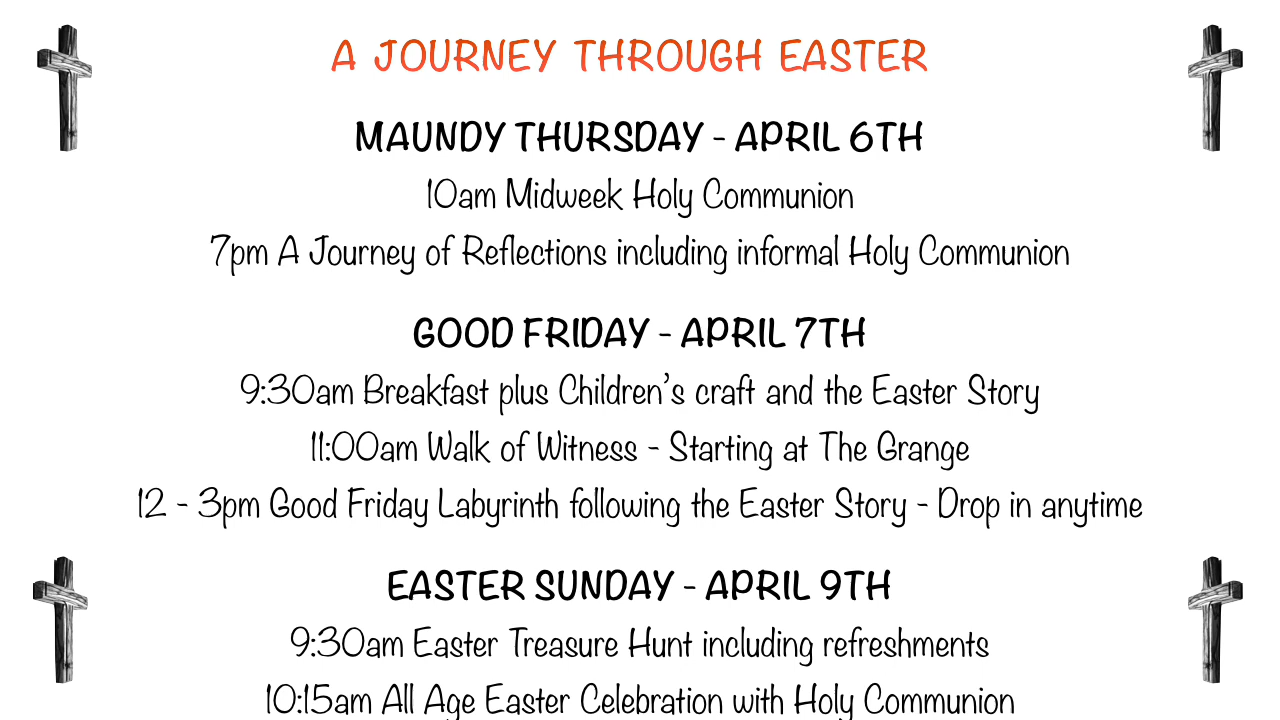 A JOURNEY THROUGH EASTER
MAUNDY THURSDAY - APRIL 6TH
10am Midweek Holy Communion
7pm A Journey of Reflections including informal Holy Communion
GOOD FRIDAY - APRIL 7TH
9:30am Breakfast plus Children's craft and the Easter Story
11:00am Walk of Witness - Starting at The Grange
12 - 3pm Good Friday Labyrinth following the Easter Story - Drop in anytime
EASTER SUNDAY - APRIL 9TH
9:30am Easter Treasure Hunt including refreshments
10:15am All Age Easter Celebration with Holy Communion